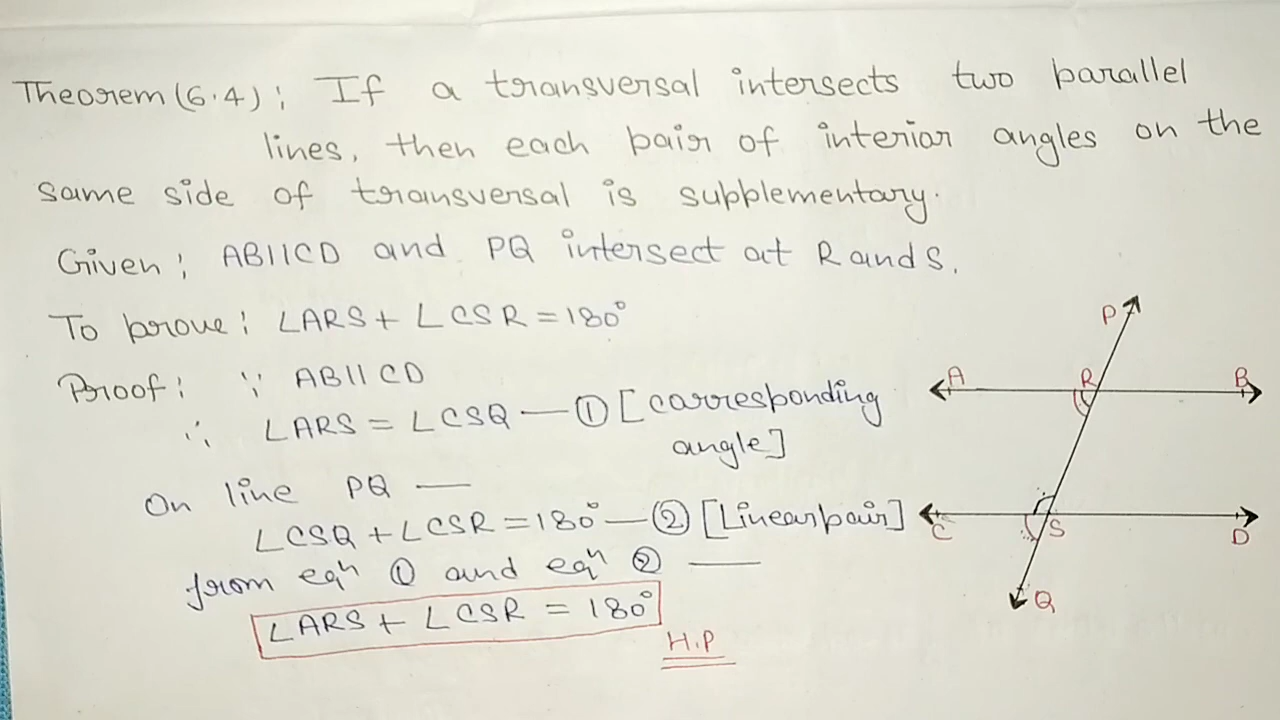 Theorem (6.4) : If a transversal intersects two parallel
lines, then each pair of interior angles on the
same side of transversal is supplementary.
Given : AB||CD and PQ intersect at R and S.
To prove : ∠ARS + ∠CSR = 180°
Proof : ∵ AB||CD
∴ ∠ARS = ∠CSQ — ① [corresponding
angle]
On line PQ —
∠CSQ + ∠CSR = 180° — ② [Linear pair]
from eqⁿ ① and eqⁿ ② —
∠ARS + ∠CSR = 180°
H.P
P
A R B
C S D
Q